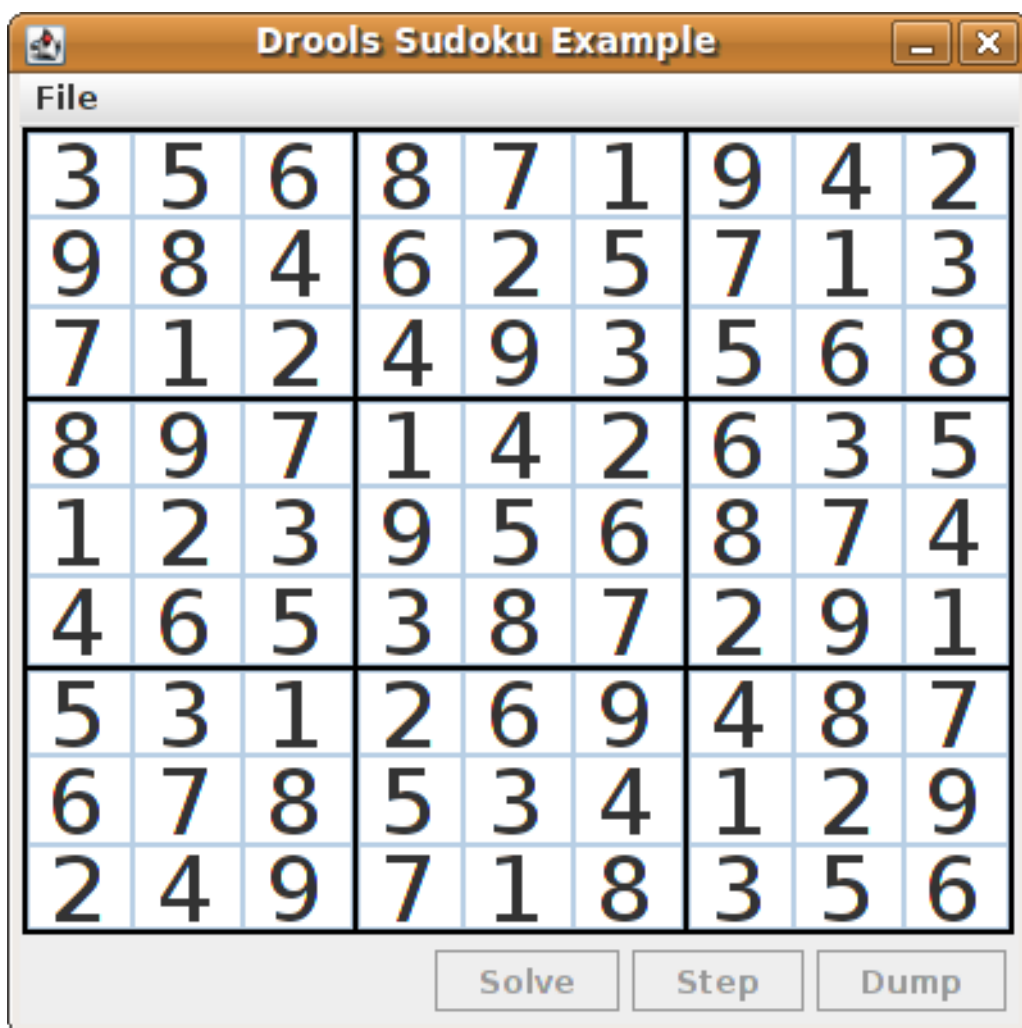 Drools Sudoku Example
File
3 5 6 8 7 1 9 4 2
9 8 4 6 2 5 7 1 3
7 1 2 4 9 3 5 6 8
8 9 7 1 4 2 6 3 5
1 2 3 9 5 6 8 7 4
4 6 5 3 8 7 2 9 1
5 3 1 2 6 9 4 8 7
6 7 8 5 3 4 1 2 9
2 4 9 7 1 8 3 5 6
Solve Step Dump